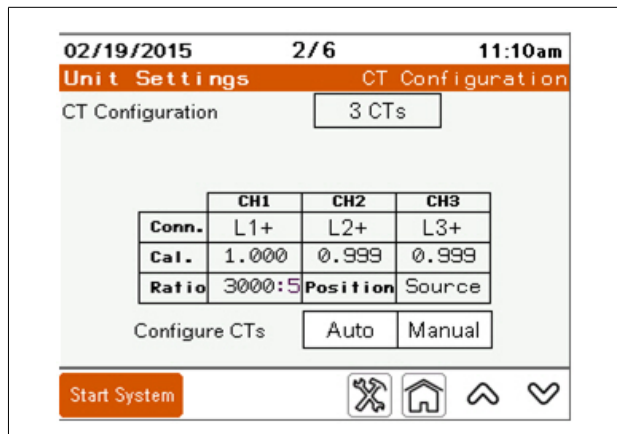 02/19/2015 2/6 11:10am
Unit Settings CT Configuration
CT Configuration 3 CTs
CH1 CH2 CH3
Conn. L1+ L2+ L3+
Cal. 1.000 0.999 0.999
Ratio 3000:5 Position Source
Configure CTs Auto Manual
Start System